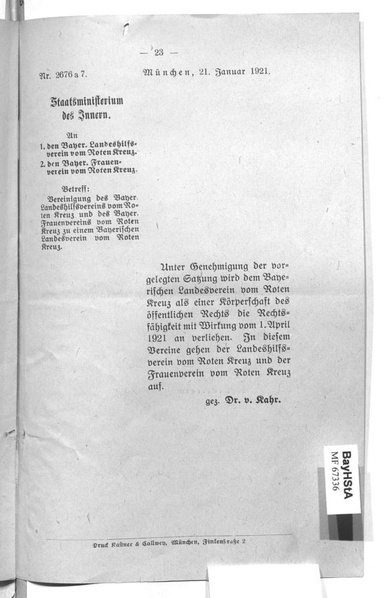 — 23 —
Nr. 2676 a 7.
München, 21. Januar 1921.
Staatsministerium
des Innern.
An
1. den Bayer. Landeshilfs-
verein vom Roten Kreuz.
2. den Bayer. Frauen-
verein vom Roten Kreuz.
Betreff:
Vereinigung des Bayer.
Landeshilfsvereins vom Ro-
ten Kreuz und des Bayer.
Frauenvereins vom Roten
Kreuz zu einem Bayerischen
Landesverein vom Roten
Kreuz.
Unter Genehmigung der vor-
gelegten Satzung wird dem Baye-
rischen Landesverein vom Roten
Kreuz als einer Körperschaft des
öffentlichen Rechts die Rechts-
fähigkeit mit Wirkung vom 1. April
1921 an verliehen. In diesem
Vereine gehen der Landeshilfs-
verein vom Roten Kreuz und der
Frauenverein vom Roten Kreuz
auf.
gez. Dr. v. Kahr.
BayHStA
MF 67336
Druck Kastner & Callwey, München, Finkenstraße 2